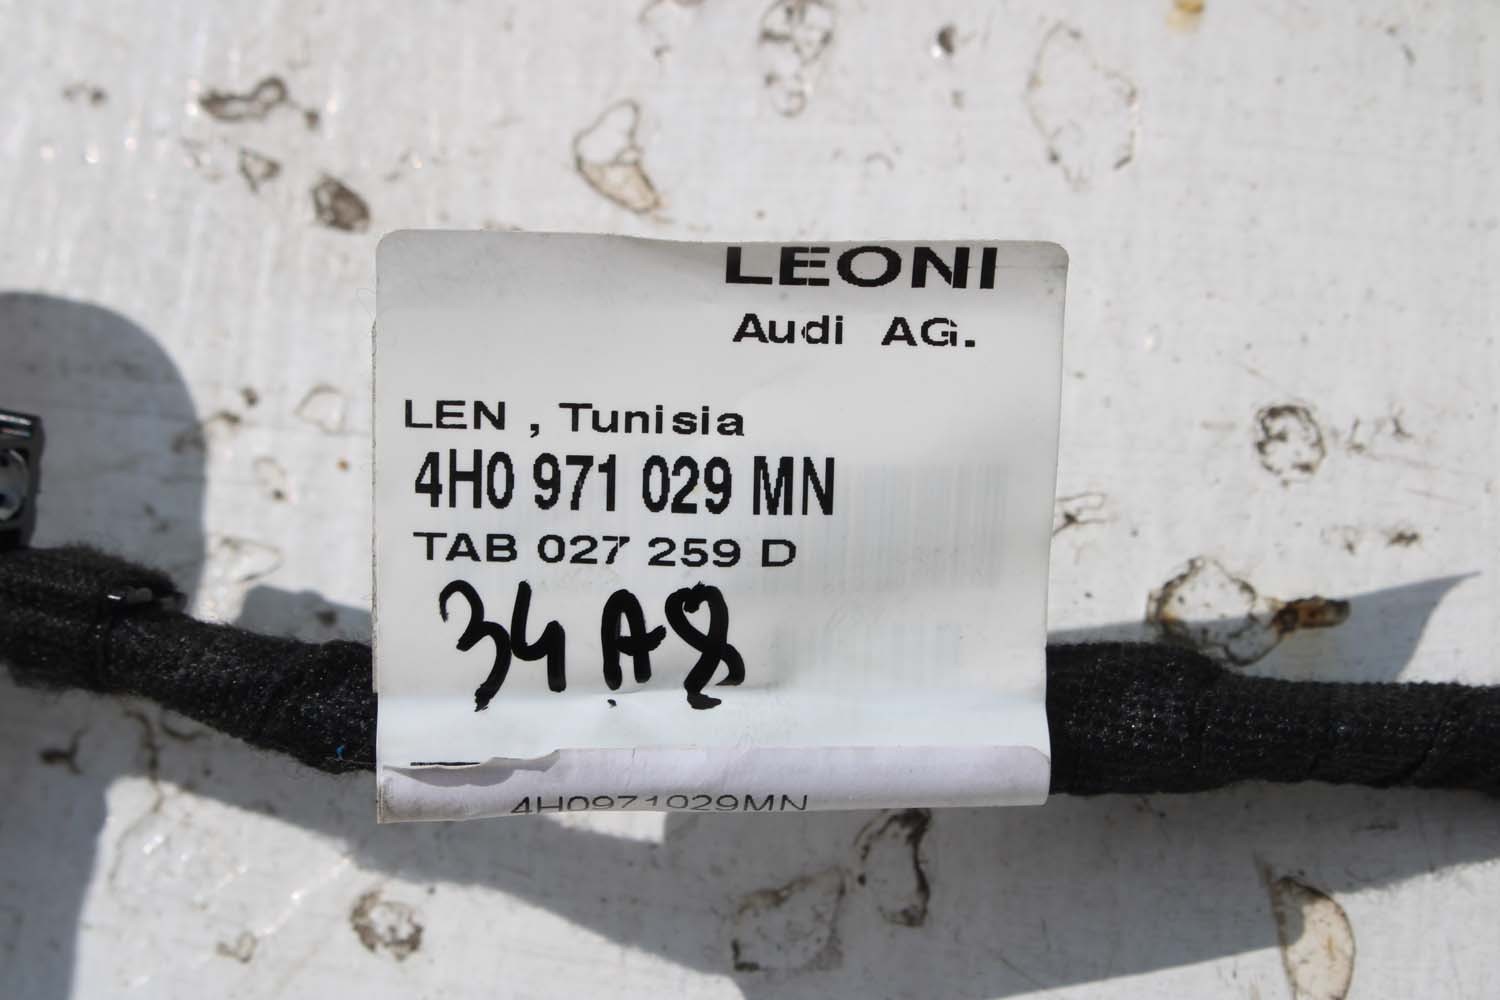 LEONI
Audi AG.
LEN , Tunisia
4H0 971 029 MN
TAB 027 259 D
34 A8
4H0971029MN